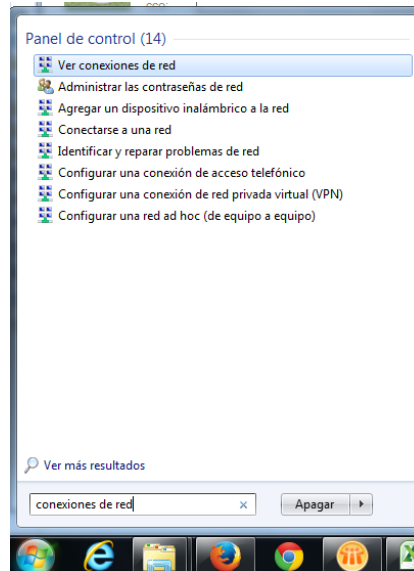 Panel de control (14)
Ver conexiones de red
Administrar las contraseñas de red
Agregar un dispositivo inalámbrico a la red
Conectarse a una red
Identificar y reparar problemas de red
Configurar una conexión de acceso telefónico
Configurar una conexión de red privada virtual (VPN)
Configurar una red ad hoc (de equipo a equipo)
Ver más resultados
conexiones de red
Apagar